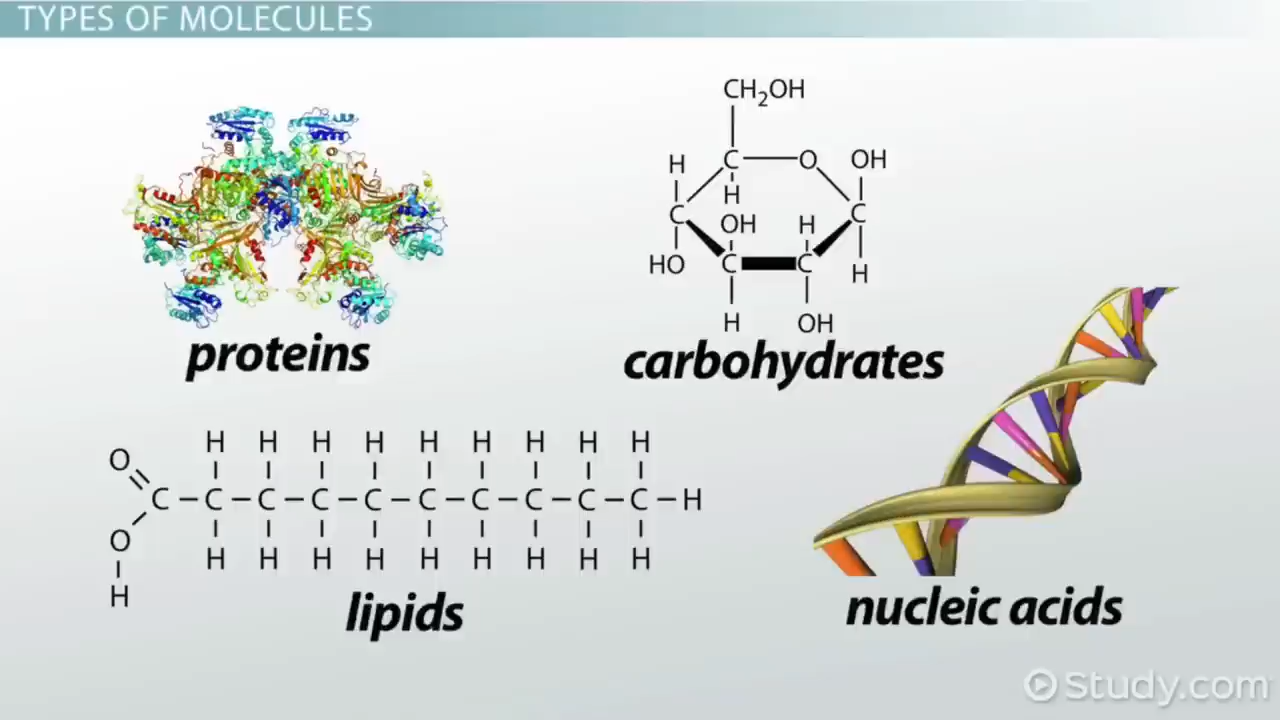 TYPES OF MOLECULES
CH2OH
H C O OH
H
C OH H C
HO C C H
H OH
proteins
carbohydrates
H H H H H H H H H
O
C – C – C – C – C – C – C – C – C – C – H
O
H H H H H H H H H
H
lipids
nucleic acids
Study.com